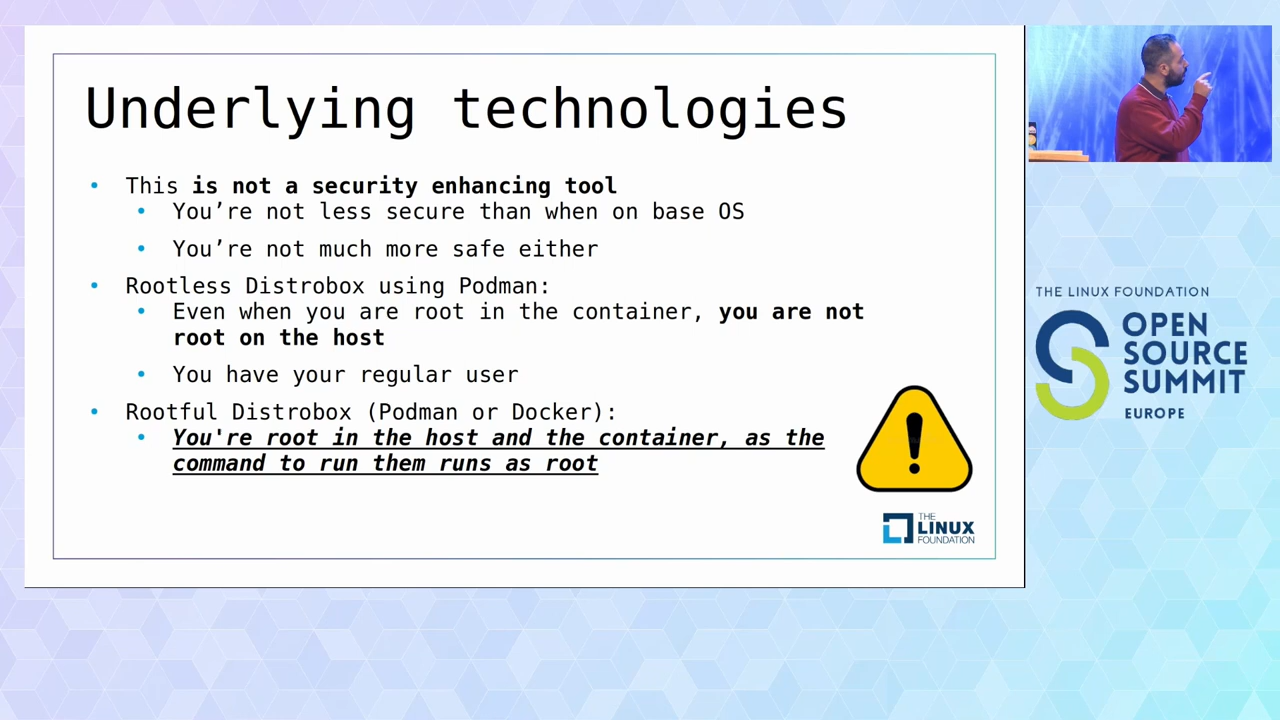 Underlying technologies
• This is not a security enhancing tool
• You’re not less secure than when on base OS
• You’re not much more safe either
• Rootless Distrobox using Podman:
• Even when you are root in the container, you are not
root on the host
• You have your regular user
• Rootful Distrobox (Podman or Docker):
• You're root in the host and the container, as the
command to run them runs as root
THE
LINUX
FOUNDATION
THE LINUX FOUNDATION
OPEN
SOURCE
SUMMIT
EUROPE